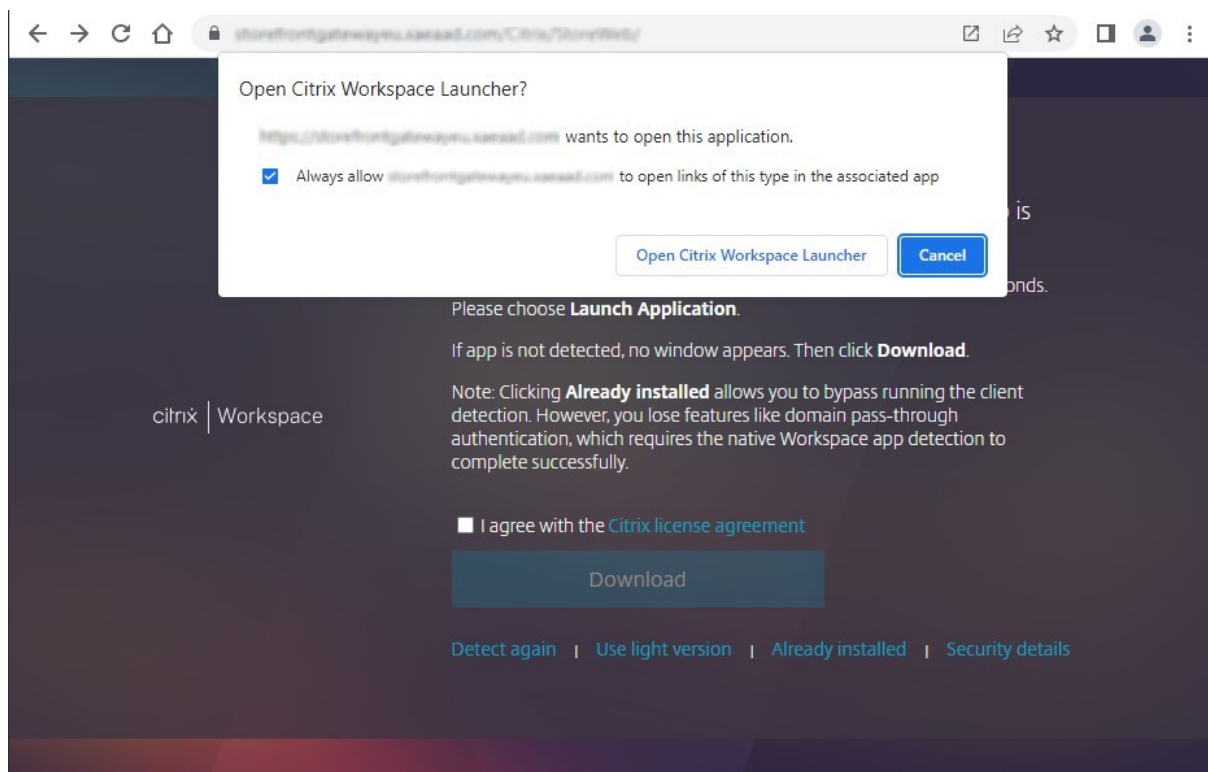 Open Citrix Workspace Launcher?
wants to open this application.
Always allow to open links of this type in the associated app
Open Citrix Workspace Launcher
Cancel
is
onds.
Please choose Launch Application.
If app is not detected, no window appears. Then click Download.
Note: Clicking Already installed allows you to bypass running the client
detection. However, you lose features like domain pass-through
authentication, which requires the native Workspace app detection to
complete successfully.
citrix | Workspace
I agree with the Citrix license agreement
Download
Detect again | Use light version | Already installed | Security details